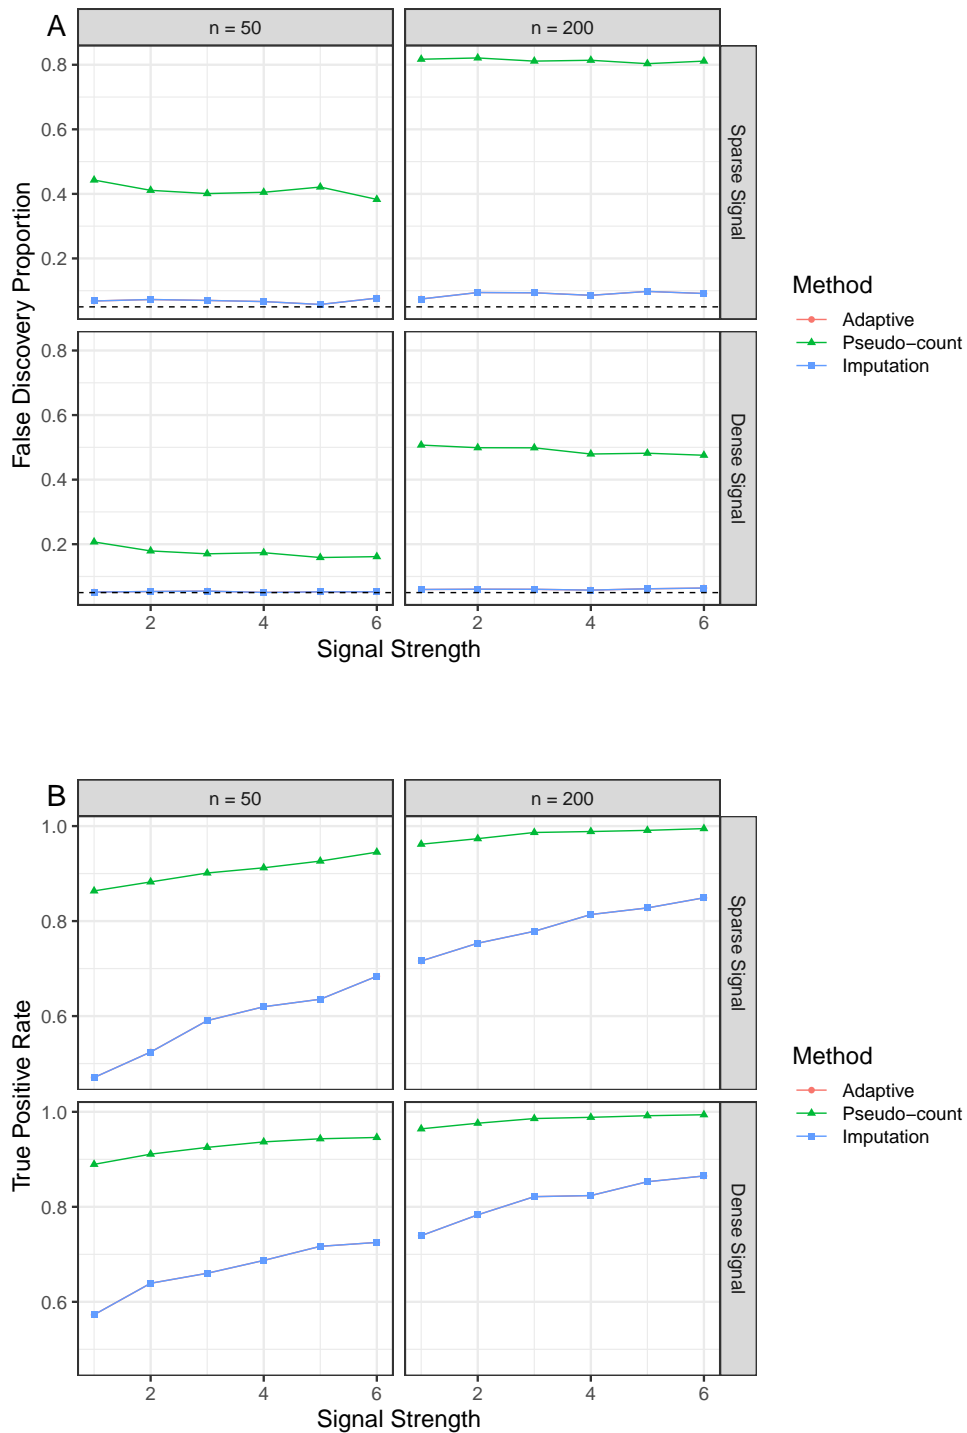 A
n = 50
n = 200
0.8
0.6
0.4
0.2
Sparse Signal
False Discovery Proportion
0.8
0.6
0.4
0.2
Dense Signal
2
4
6
2
4
6
Signal Strength
Method
Adaptive
Pseudo−count
Imputation
B
n = 50
n = 200
1.0
0.8
0.6
Sparse Signal
True Positive Rate
1.0
0.8
0.6
Dense Signal
2
4
6
2
4
6
Signal Strength
Method
Adaptive
Pseudo−count
Imputation